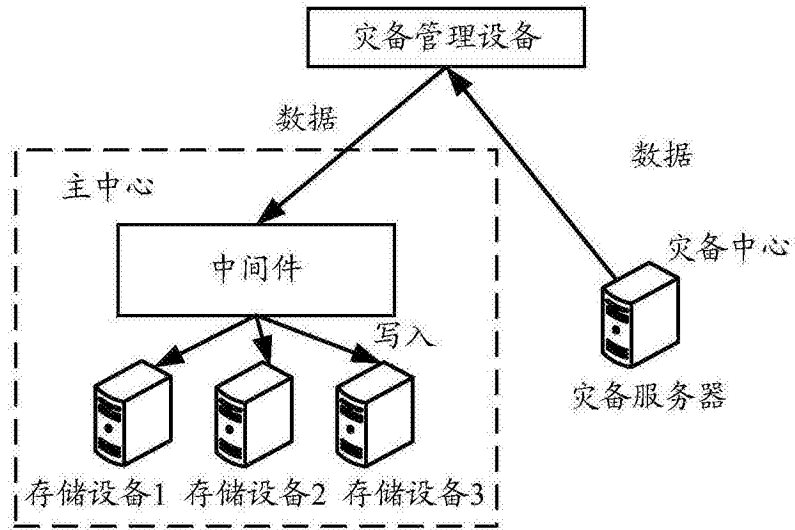 灾备管理设备
数据
数据
主中心
灾备中心
中间件
写入
灾备服务器
存储设备1 存储设备2 存储设备3